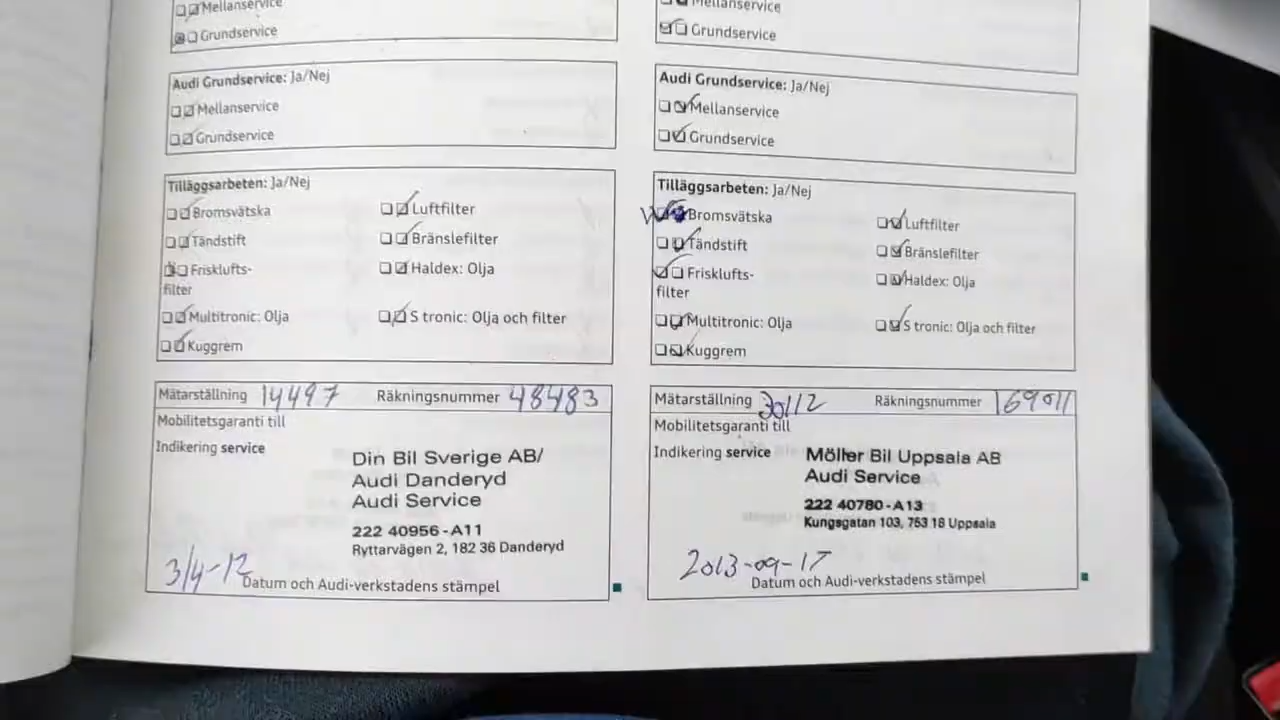 Mellanservice
Grundservice
Audi Grundservice: Ja/Nej
Mellanservice
Grundservice
Tilläggsarbeten: Ja/Nej
Bromsvätska
Luftfilter
Tändstift
Bränslefilter
Frisklufts-
filter
Haldex: Olja
Multitronic: Olja
S tronic: Olja och filter
Kuggrem
Mätarställning 14497 Räkningsnummer 48483
Mobilitetsgaranti till
Indikering service
Din Bil Sverige AB/
Audi Danderyd
Audi Service
222 40956-A11
Ryttarvägen 2, 182 36 Danderyd
3/4-12
Datum och Audi-verkstadens stämpel
Mellanservice
Grundservice
Audi Grundservice: Ja/Nej
Mellanservice
Grundservice
Tilläggsarbeten: Ja/Nej
Bromsvätska
Luftfilter
Tändstift
Bränslefilter
Frisklufts-
filter
Haldex: Olja
Multitronic: Olja
S tronic: Olja och filter
Kuggrem
Mätarställning 30112 Räkningsnummer 169011
Mobilitetsgaranti till
Indikering service
Möller Bil Uppsala AB
Audi Service
222 40780-A13
Kungsgatan 103, 753 18 Uppsala
2013-09-17
Datum och Audi-verkstadens stämpel